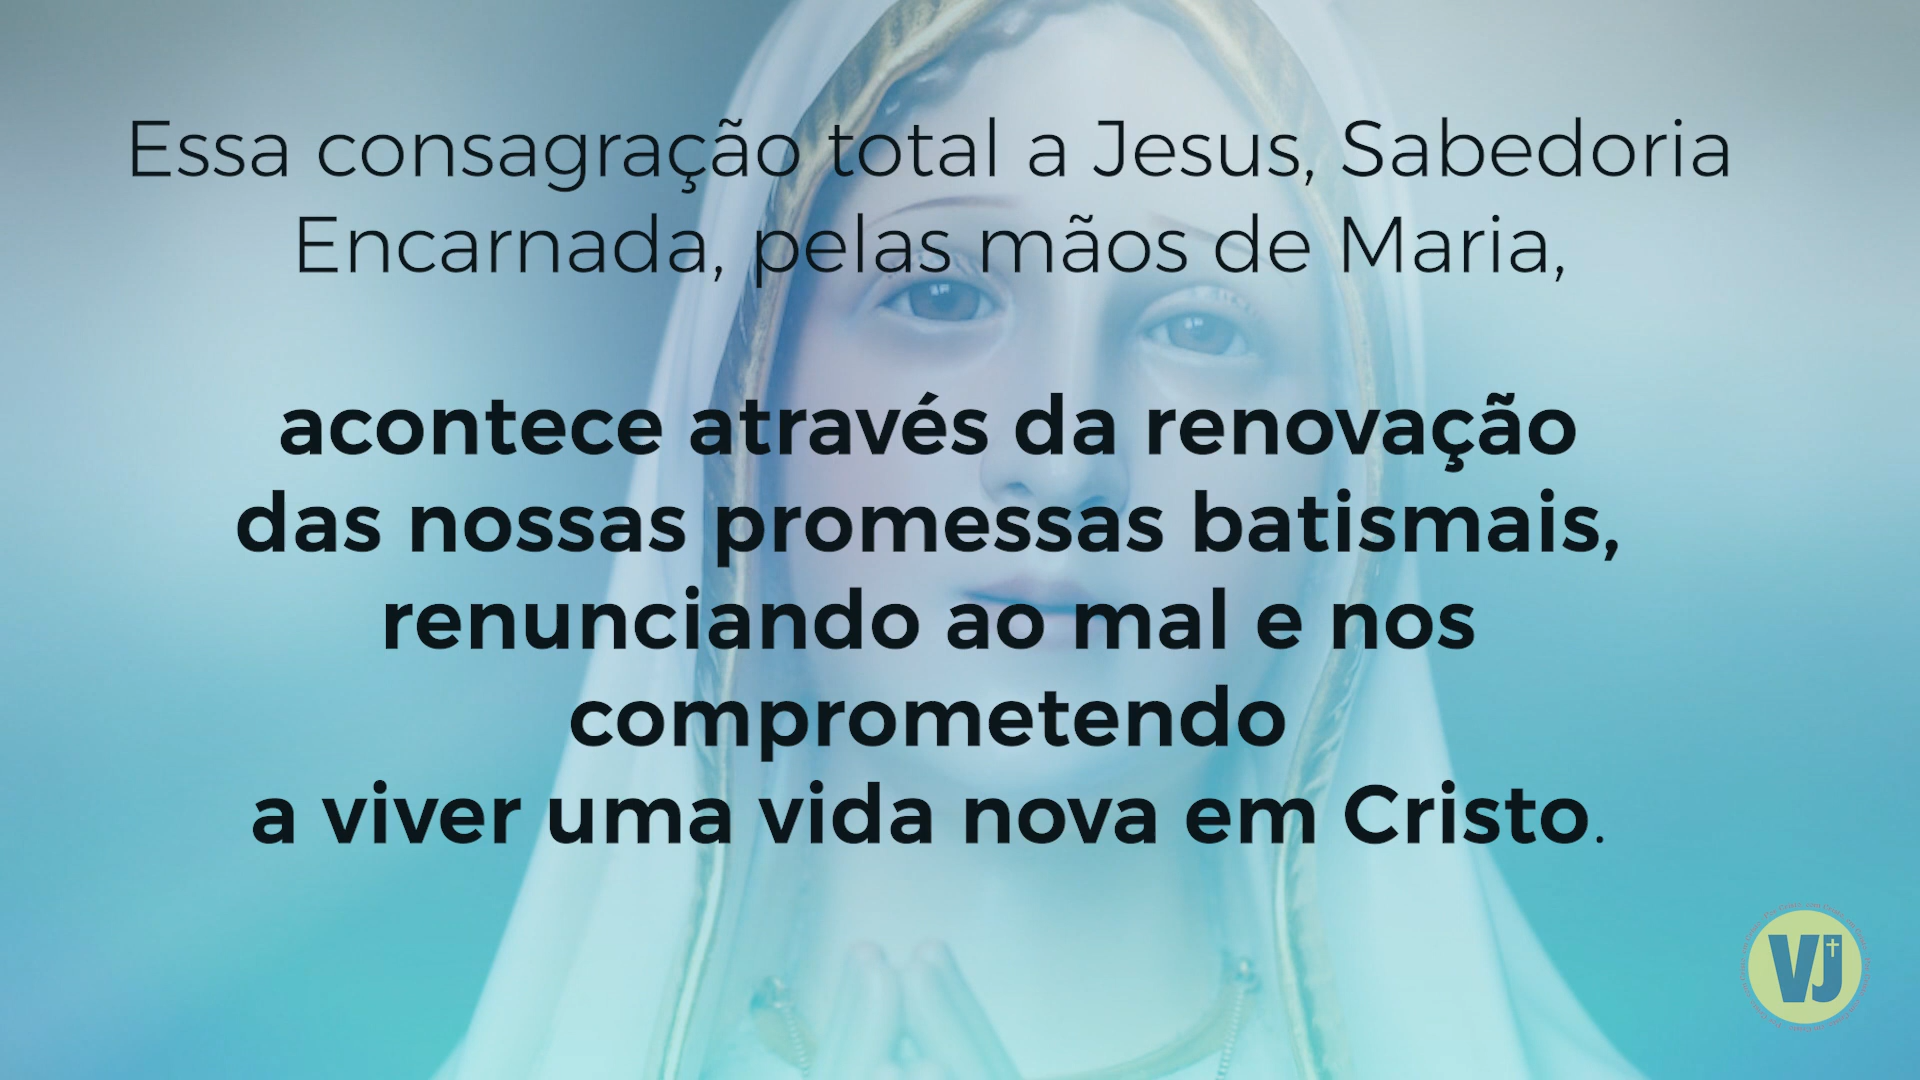 Essa consagração total a Jesus, Sabedoria
Encarnada, pelas mãos de Maria,
acontece através da renovação
das nossas promessas batismais,
renunciando ao mal e nos
comprometendo
a viver uma vida nova em Cristo.
VJ